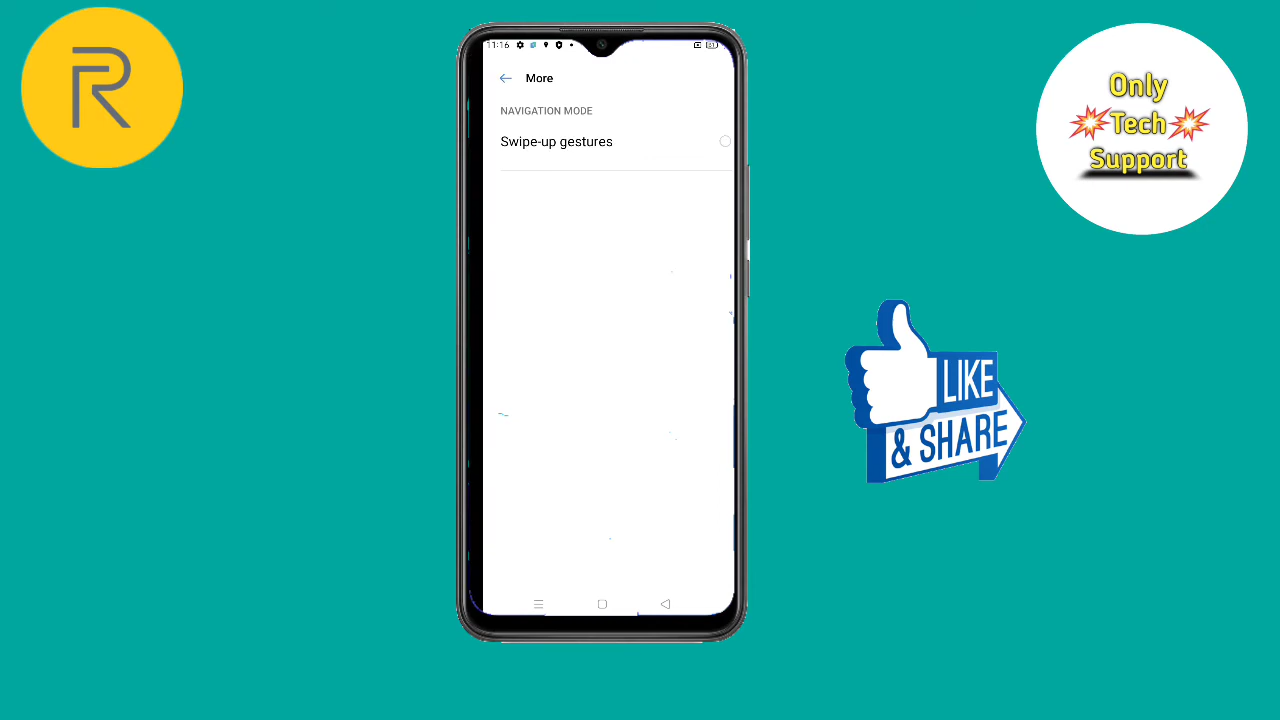 R
Only
Tech
Support
11:16
More
NAVIGATION MODE
Swipe-up gestures
LIKE
& SHARE